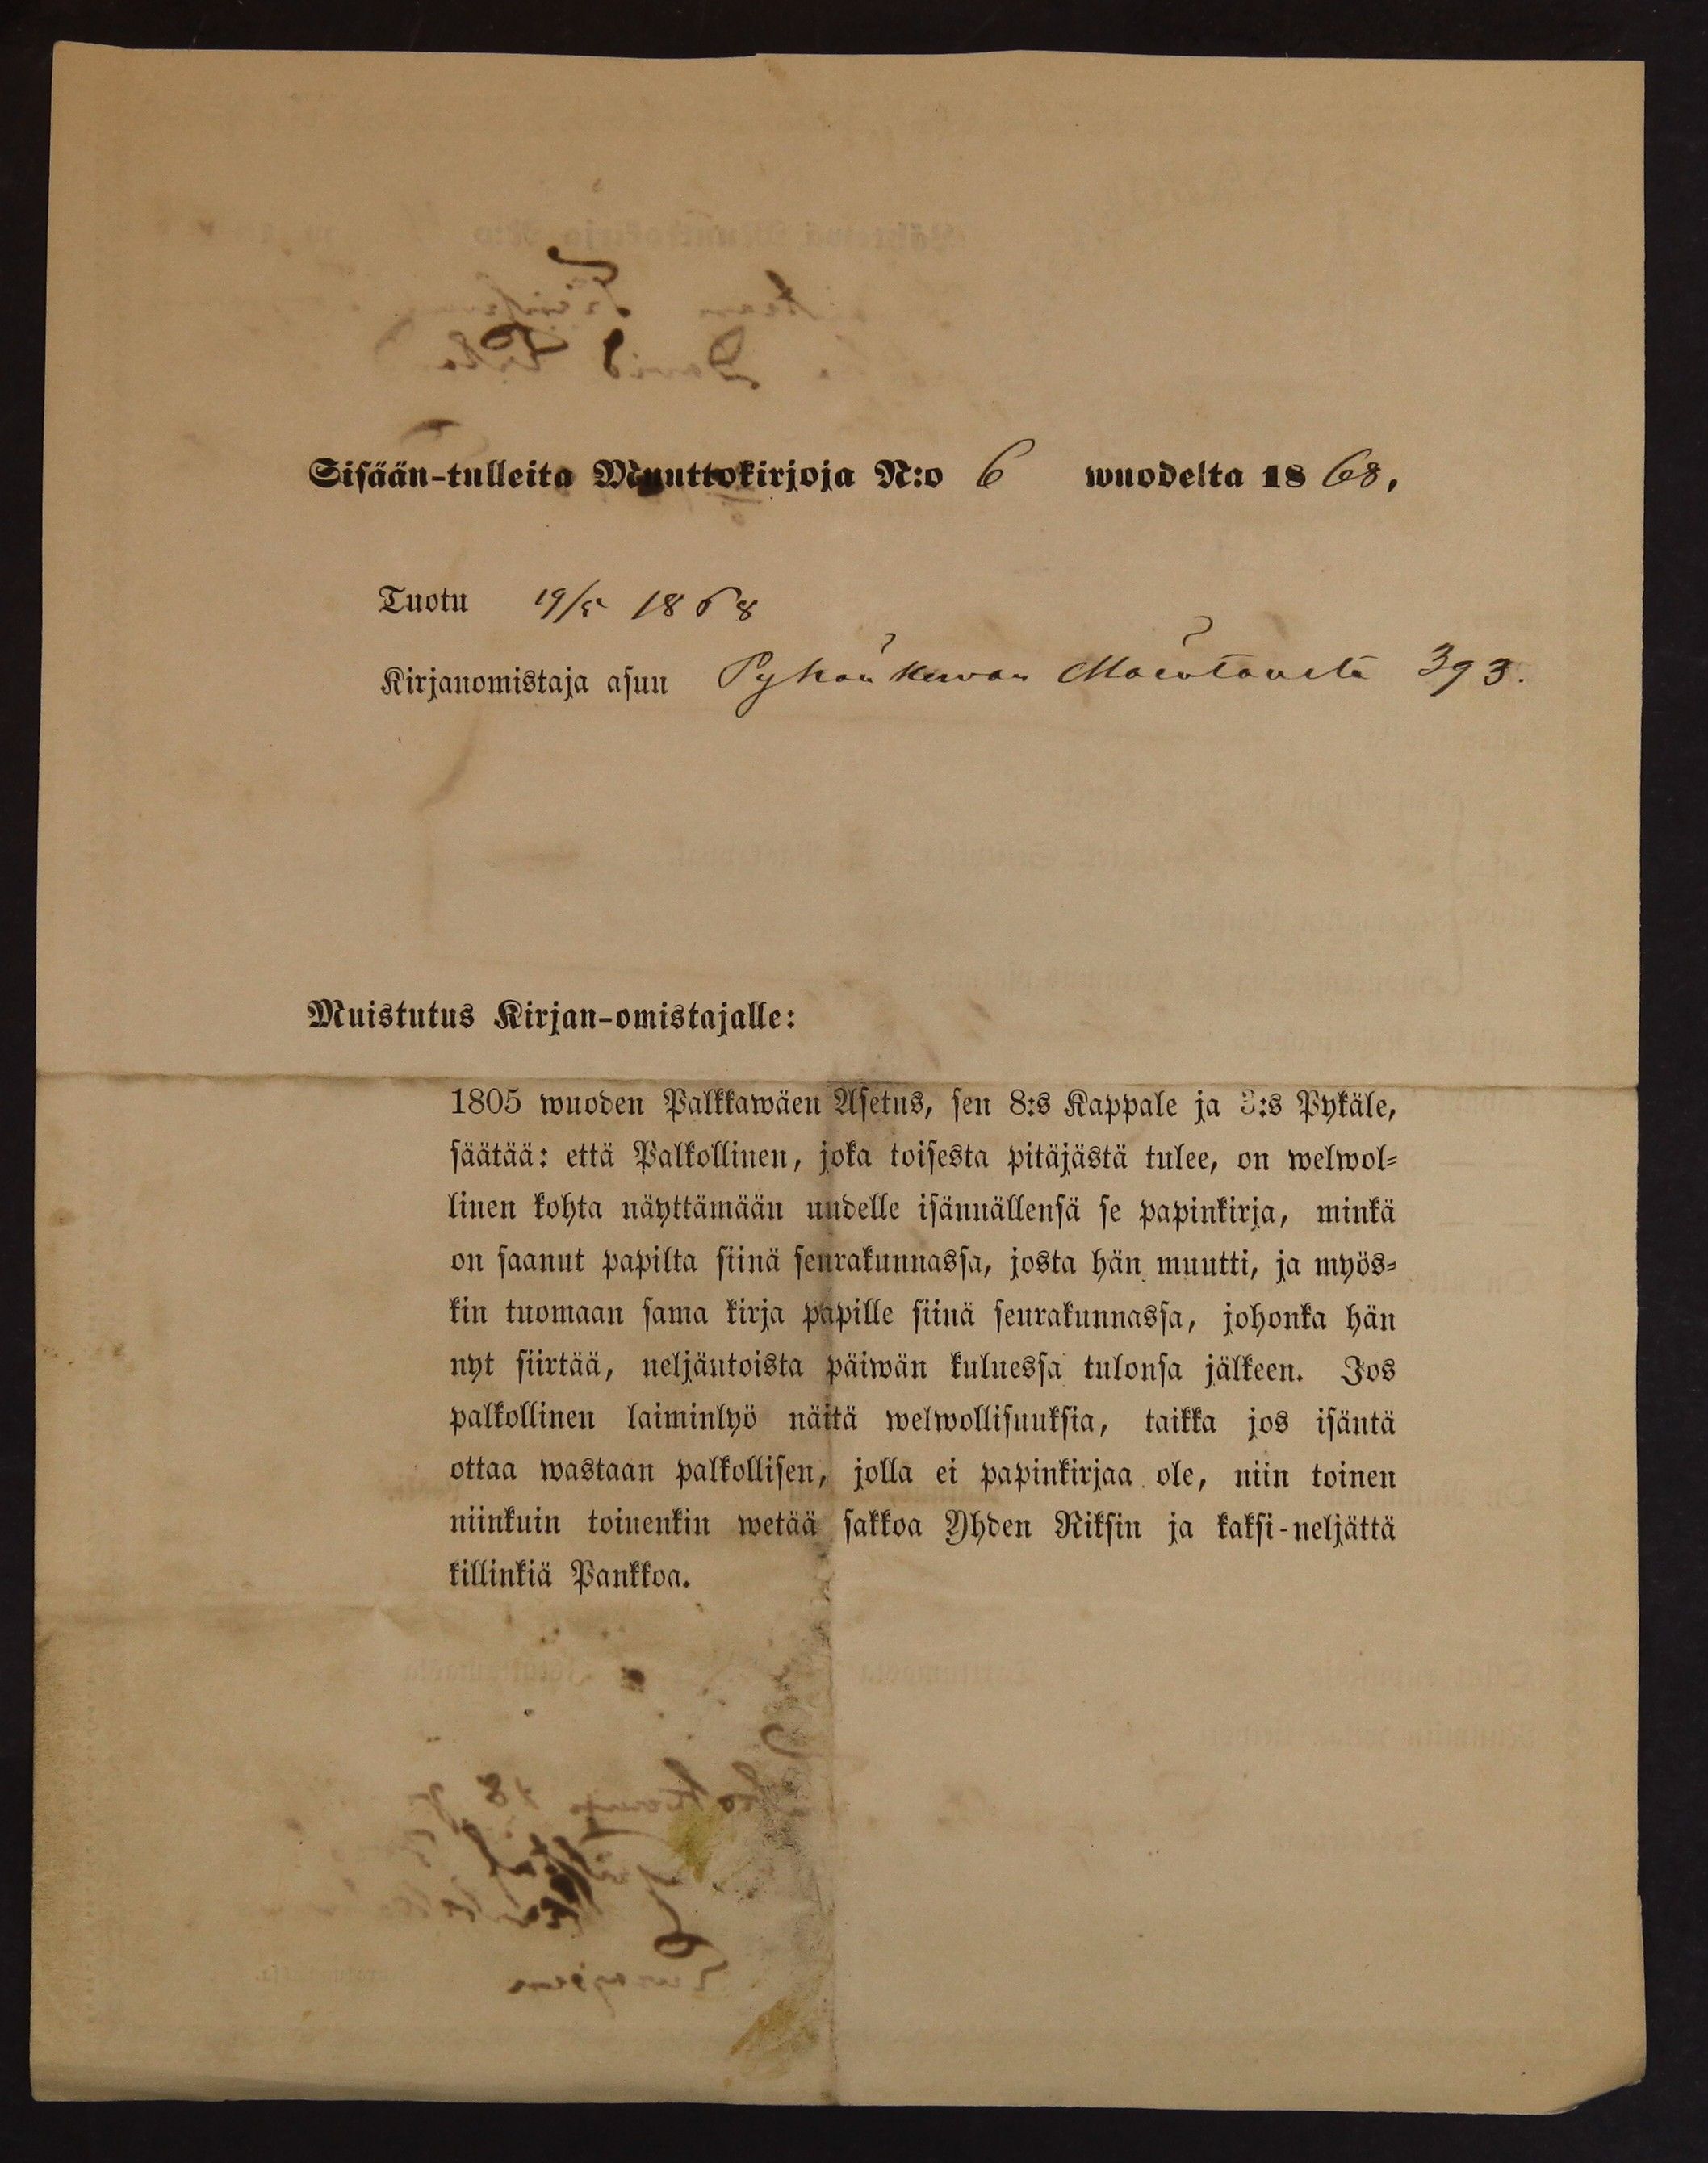 Sisään-tulleita Muuttokirjoja N:o 6 wuodelta 1868.
Tuotu 19/5 1868
Kirjanomistaja asuu 393.
Muistutus Kirjan-omistajalle:
1805 wuoden Palkkawäen Asetus, sen 8:s Kappale ja 3:s Pykäle,
säätää: että Palkollinen, joka toisesta pitäjästä tulee, on welwol=
linen kohta näyttämään uudelle isännällensä se papinkirja, minkä
on saanut papilta siinä seurakunnassa, josta hän muutti, ja myös=
kin tuomaan sama kirja papille siinä seurakunnassa, johonka hän
nyt siirtää, neljäntoista päiwän kuluessa tulonsa jälkeen. Jos
palkollinen laiminlyö näitä welwollisuuksia, taikka jos isäntä
ottaa wastaan palkollisen, jolla ei papinkirjaa ole, niin toinen
niinkuin toinenkin wetää sakkoa Yhden Riksin ja kaksi-neljättä
killinkiä Pankkoa.